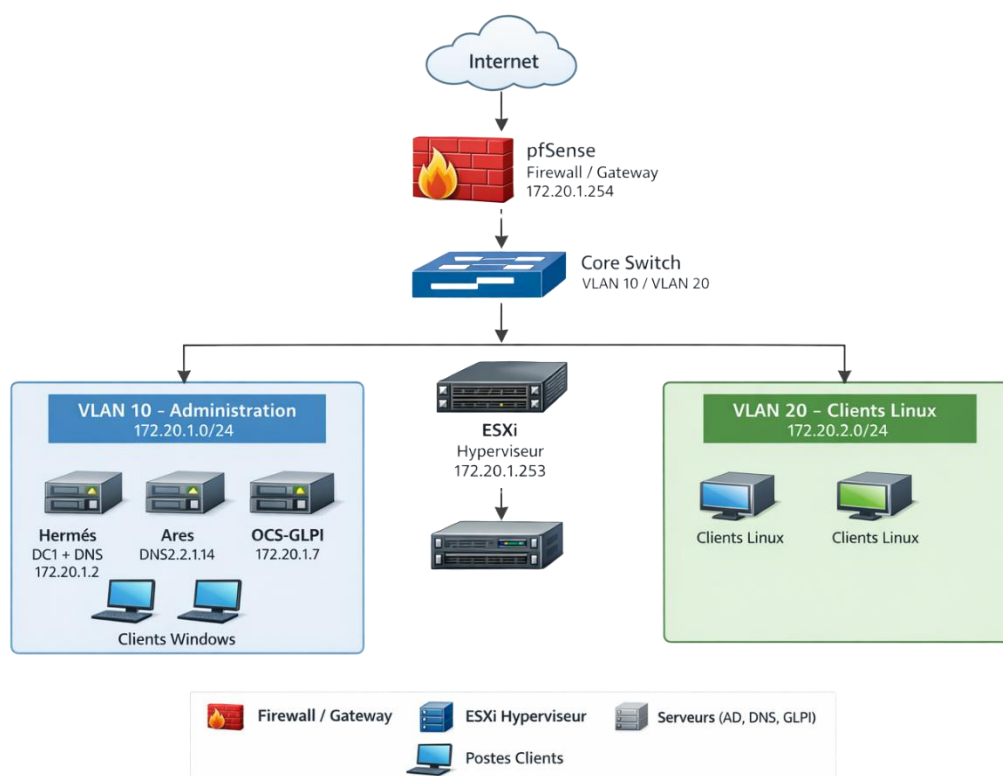 Internet
pfSense
Firewall / Gateway
172.20.1.254
Core Switch
VLAN 10 / VLAN 20
VLAN 10 – Administration
172.20.1.0/24
Hermés
DC1 + DNS
172.20.1.2
Ares
DNS2.2.1.14
OCS-GLPI
172.20.1.7
Clients Windows
ESXi
Hyperviseur
172.20.1.253
VLAN 20 – Clients Linux
172.20.2.0/24
Clients Linux
Clients Linux
Firewall / Gateway
ESXi Hyperviseur
Serveurs (AD, DNS, GLPI)
Postes Clients